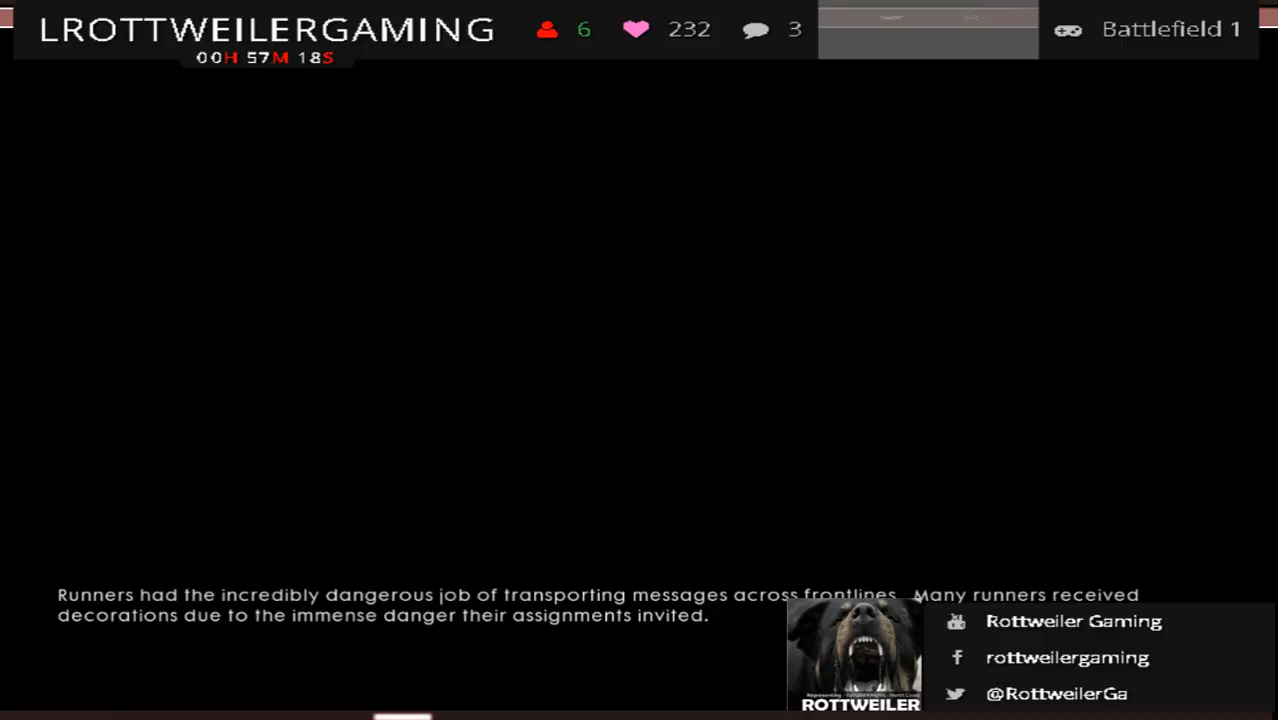 LROTTWEILERGAMING 6 232 3 Battlefield 1
00H 57M 18S
Runners had the incredibly dangerous job of transporting messages across frontlines. Many runners received
decorations due to the immense danger their assignments invited.
Rottweiler Gaming
rottweilergaming
@RottweilerGa
ROTTWEILER